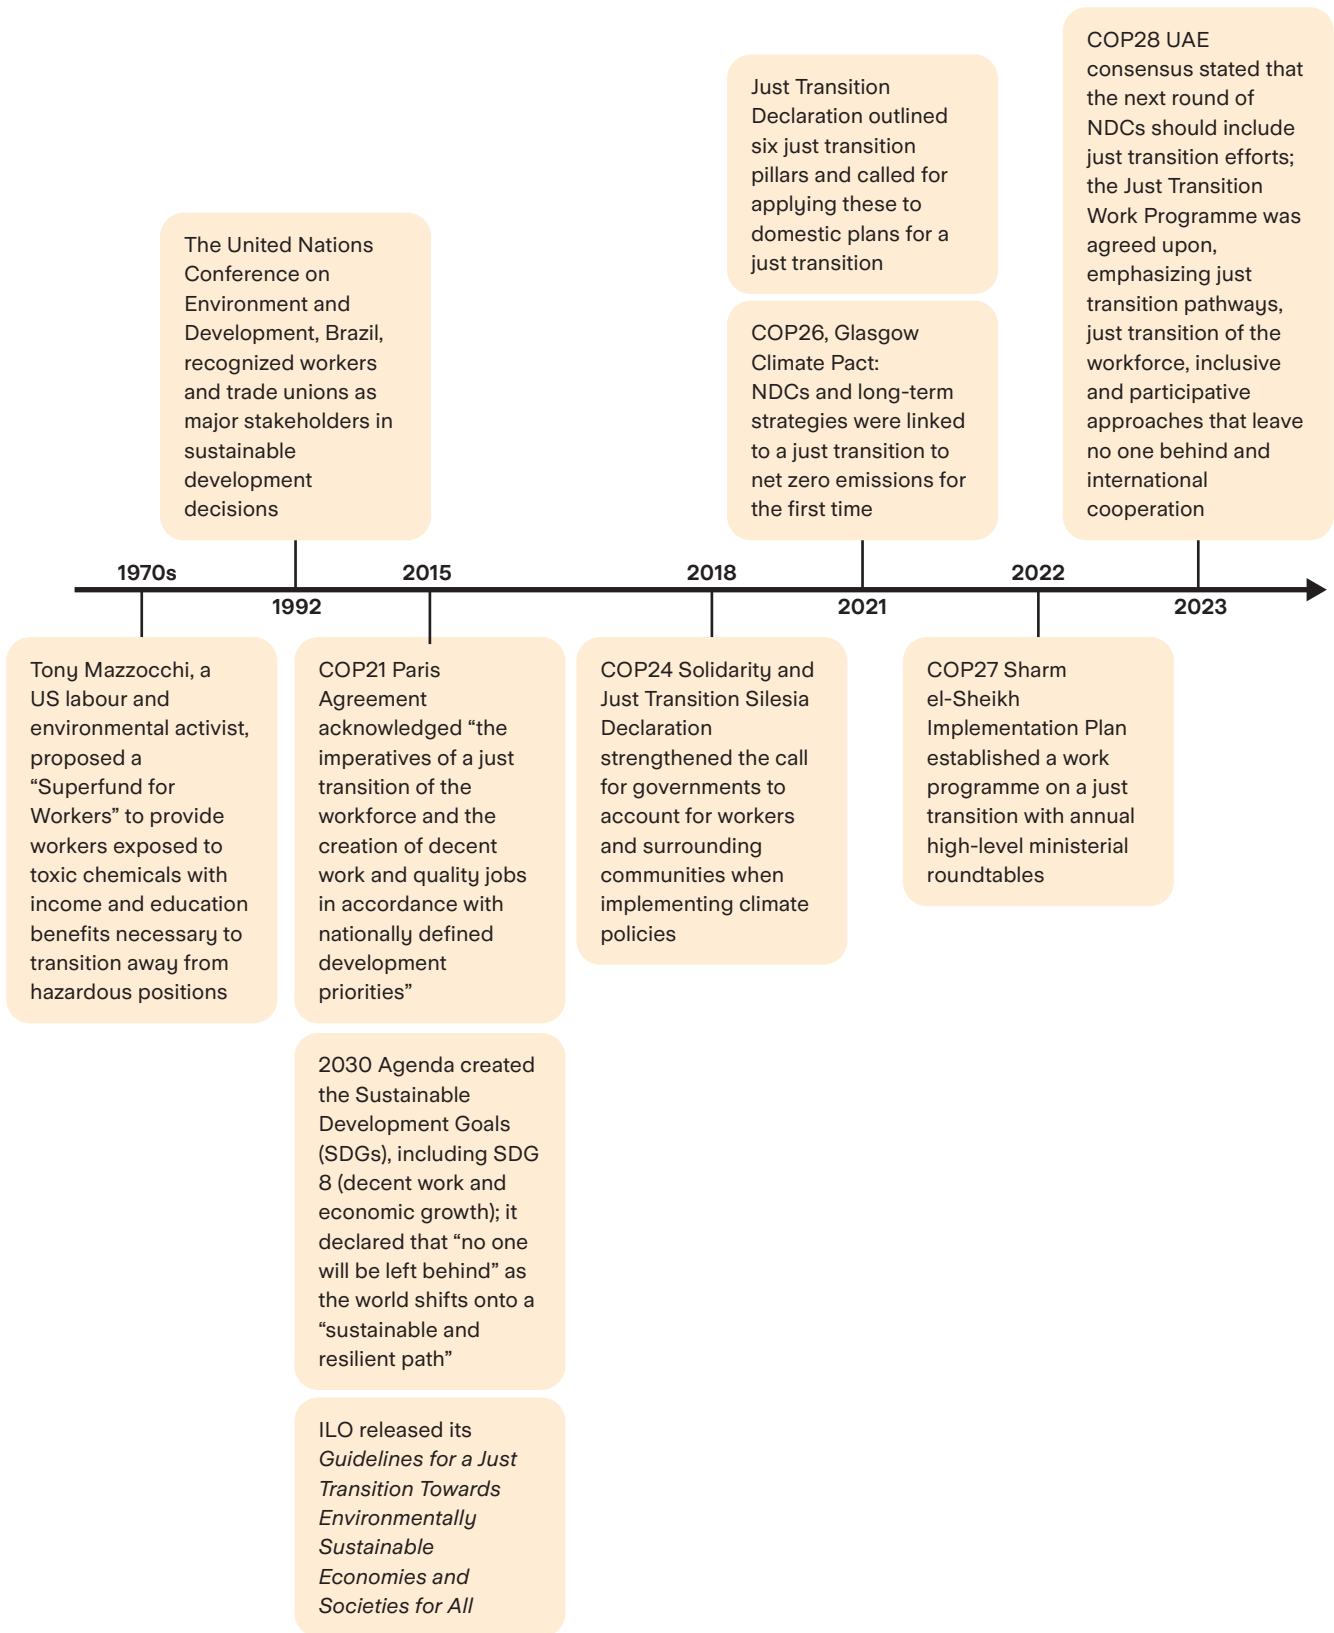 1970s
Tony Mazzocchi, a
US labour and
environmental activist,
proposed a
“Superfund for
Workers” to provide
workers exposed to
toxic chemicals with
income and education
benefits necessary to
transition away from
hazardous positions
The United Nations
Conference on
Environment and
Development, Brazil,
recognized workers
and trade unions as
major stakeholders in
sustainable
development
decisions
1992
2015
COP21 Paris
Agreement
acknowledged “the
imperatives of a just
transition of the
workforce and the
creation of decent
work and quality jobs
in accordance with
nationally defined
development
priorities”
2030 Agenda created
the Sustainable
Development Goals
(SDGs), including SDG
8 (decent work and
economic growth); it
declared that “no one
will be left behind” as
the world shifts onto a
“sustainable and
resilient path”
ILO released its
Guidelines for a Just
Transition Towards
Environmentally
Sustainable
Economies and
Societies for All
2018
COP24 Solidarity and
Just Transition Silesia
Declaration
strengthened the call
for governments to
account for workers
and surrounding
communities when
implementing climate
policies
Just Transition
Declaration outlined
six just transition
pillars and called for
applying these to
domestic plans for a
just transition
COP26, Glasgow
Climate Pact:
NDCs and long-term
strategies were linked
to a just transition to
net zero emissions for
the first time
2021
2022
COP27 Sharm
el-Sheikh
Implementation Plan
established a work
programme on a just
transition with annual
high-level ministerial
roundtables
COP28 UAE
consensus stated that
the next round of
NDCs should include
just transition efforts;
the Just Transition
Work Programme was
agreed upon,
emphasizing just
transition pathways,
just transition of the
workforce, inclusive
and participative
approaches that leave
no one behind and
international
cooperation
2023